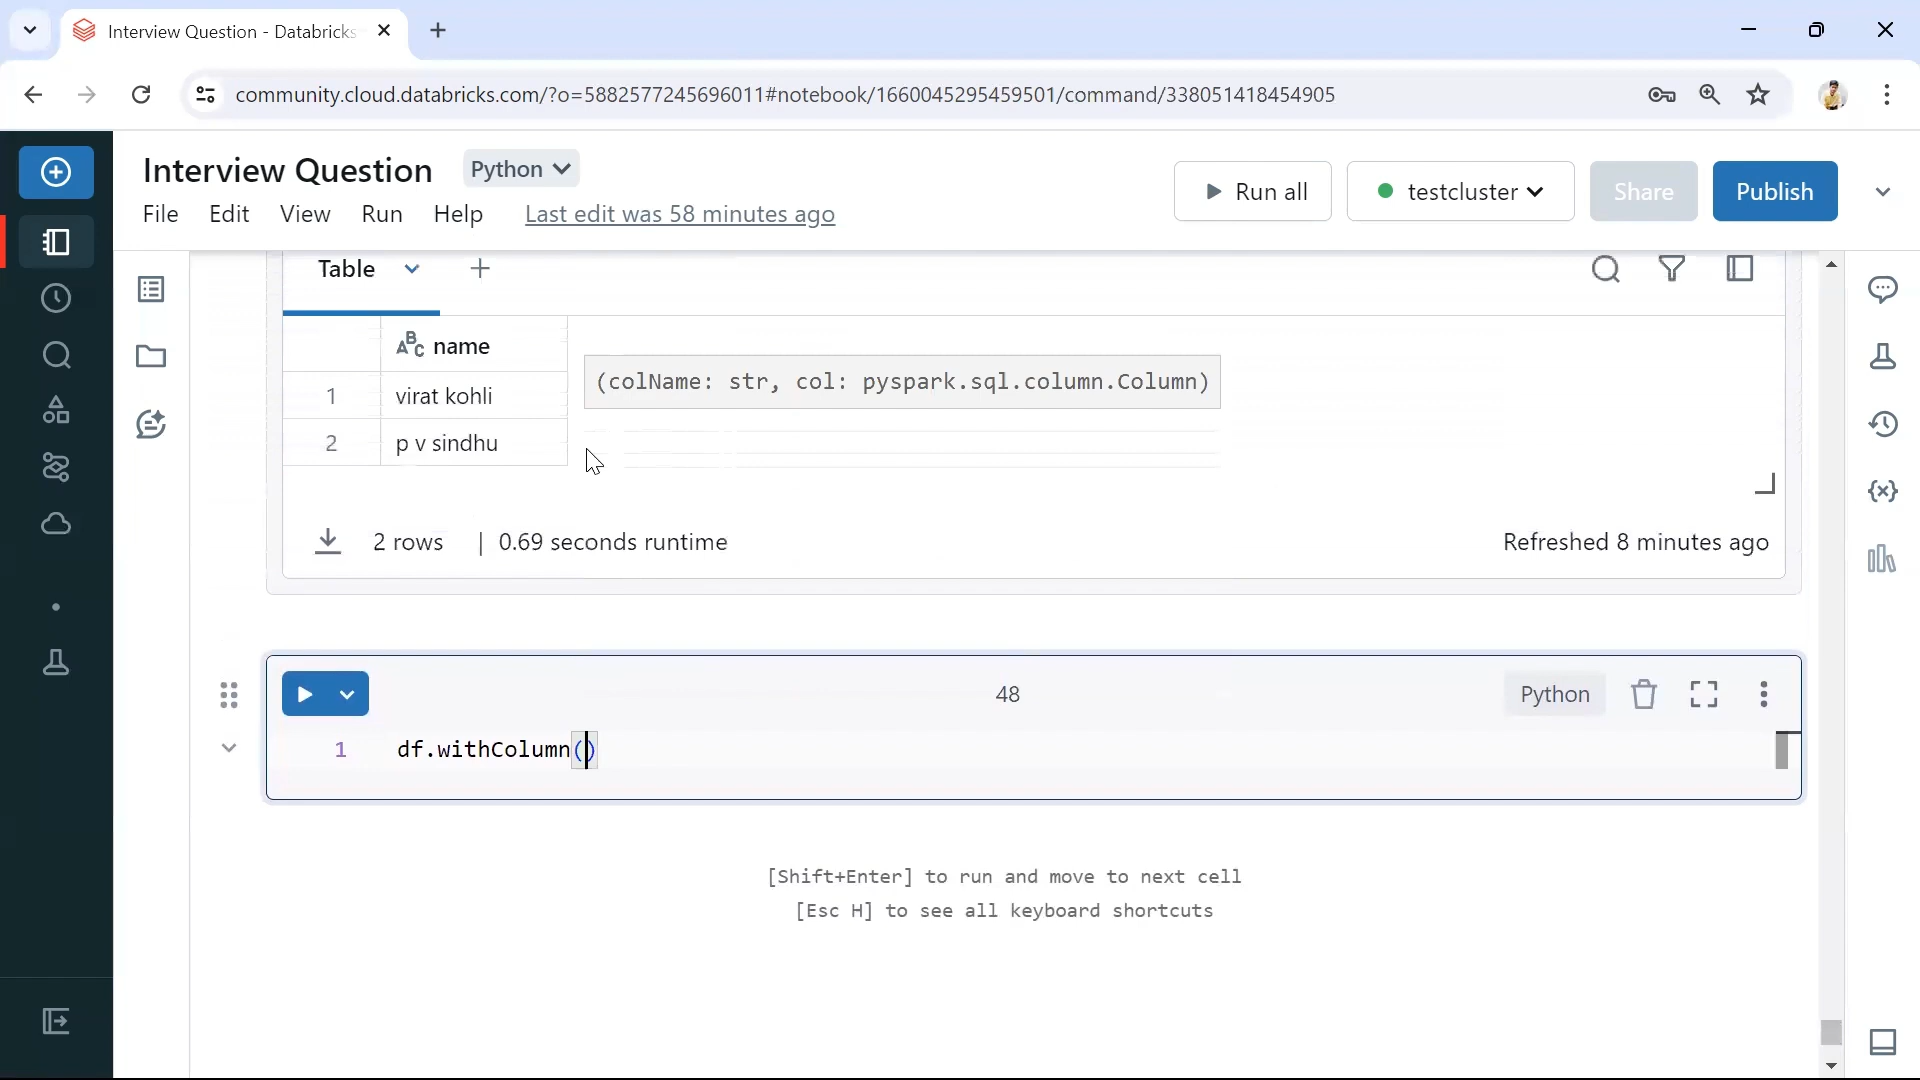 Interview Question - Databricks
community.cloud.databricks.com/?o=5882577245696011#notebook/1660045295459501/command/338051418454905
Interview Question
Python
File Edit View Run Help Last edit was 58 minutes ago
Run all
testcluster
Share
Publish
Table
ABC name
1 virat kohli
2 p v sindhu
(colName: str, col: pyspark.sql.column.Column)
2 rows | 0.69 seconds runtime
Refreshed 8 minutes ago
48
Python
1 df.withColumn()
[Shift+Enter] to run and move to next cell
[Esc H] to see all keyboard shortcuts